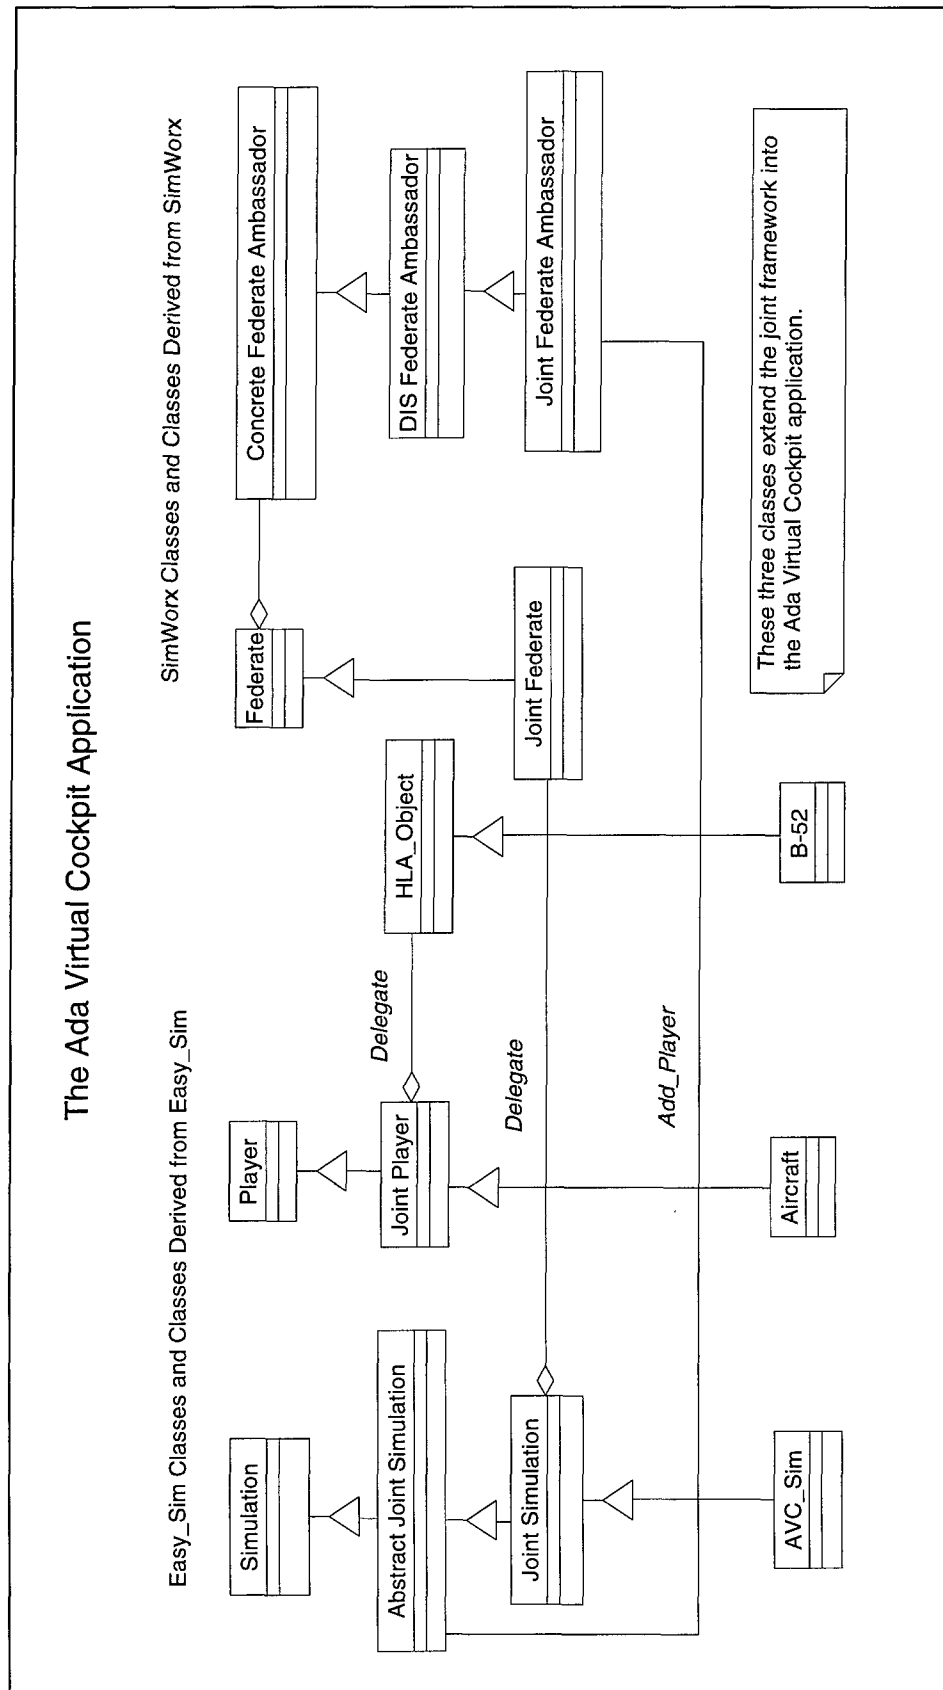 The Ada Virtual Cockpit Application
Easy_Sim Classes and Classes Derived from Easy_Sim
SimWorx Classes and Classes Derived from SimWorx
Simulation
Player
Federate
Concrete Federate Ambassador
Abstract Joint Simulation
Joint Player
Delegate
HLA_Object
DIS Federate Ambassador
Joint Simulation
Delegate
Joint Federate
Joint Federate Ambassador
Add_Player
AVC_Sim
Aircraft
B-52
These three classes extend the joint framework into
the Ada Virtual Cockpit application.